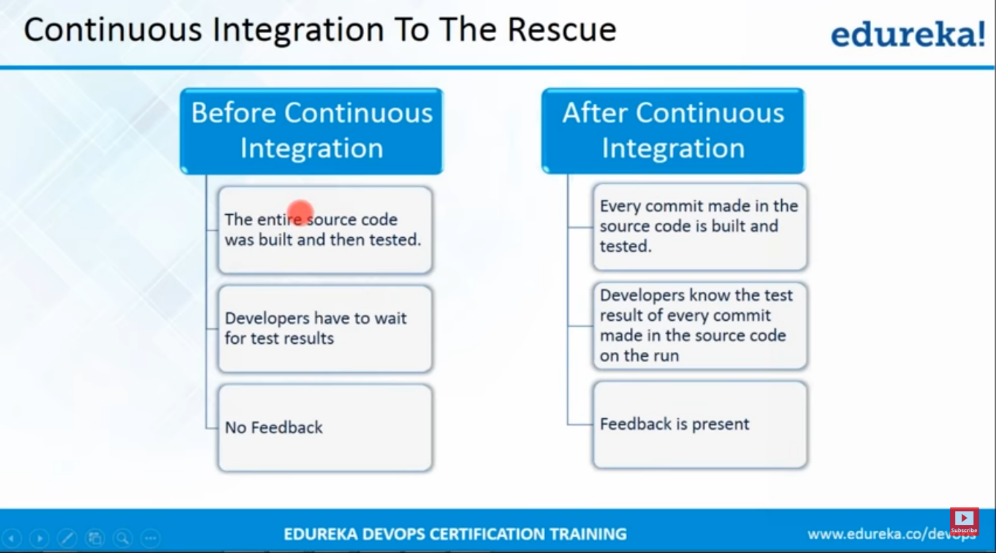 Continuous Integration To The Rescue
edureka!
Before Continuous
Integration
The entire source code
was built and then tested.
Developers have to wait
for test results
No Feedback
After Continuous
Integration
Every commit made in the
source code is built and
tested.
Developers know the test
result of every commit
made in the source code
on the run
Feedback is present
EDUREKA DEVOPS CERTIFICATION TRAINING
www.edureka.co/devops
Subscribe